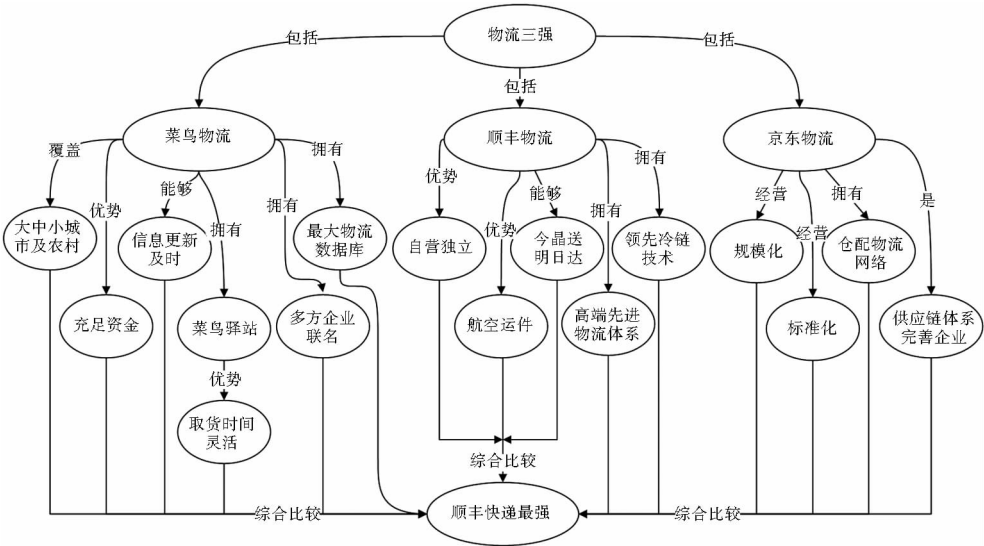 物流三强
包括
包括
包括
菜鸟物流
顺丰物流
京东物流
覆盖
优势
能够
拥有
拥有
拥有
优势
优势
能够
拥有
拥有
经营
经营
拥有
是
大中小城
市及农村
信息更新
及时
最大物流
数据库
自营独立
今晶送
明日达
领先冷链
技术
规模化
仓配物流
网络
充足资金
菜鸟驿站
多方企业
联名
航空运件
高端先进
物流体系
标准化
供应链体系
完善企业
优势
取货时间
灵活
综合比较
综合比较
顺丰快递最强
综合比较